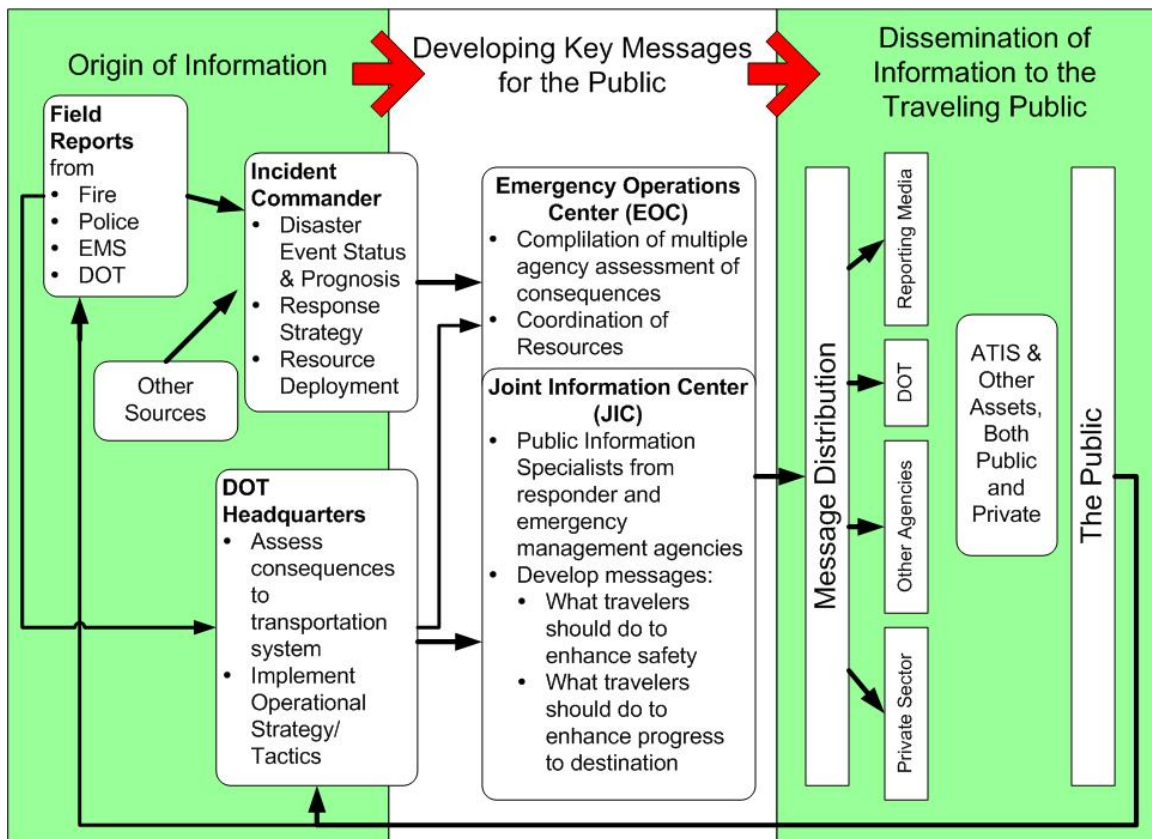 Origin of Information
Developing Key Messages
for the Public
Dissemination of
Information to the
Traveling Public
Field
Reports
from
• Fire
• Police
• EMS
• DOT
Incident
Commander
• Disaster
Event Status
& Prognosis
• Response
Strategy
• Resource
Deployment
Other
Sources
DOT
Headquarters
• Assess
consequences
to
transportation
system
• Implement
Operational
Strategy/
Tactics
Emergency Operations
Center (EOC)
• Complilation of multiple
agency assessment of
consequences
• Coordination of
Resources
Joint Information Center
(JIC)
• Public Information
Specialists from
responder and
emergency
management agencies
• Develop messages:
• What travelers
should do to
enhance safety
• What travelers
should do to
enhance progress
to destination
Message Distribution
Reporting Media
DOT
Other Agencies
Private Sector
ATIS &
Other
Assets,
Both
Public
and
Private
The Public